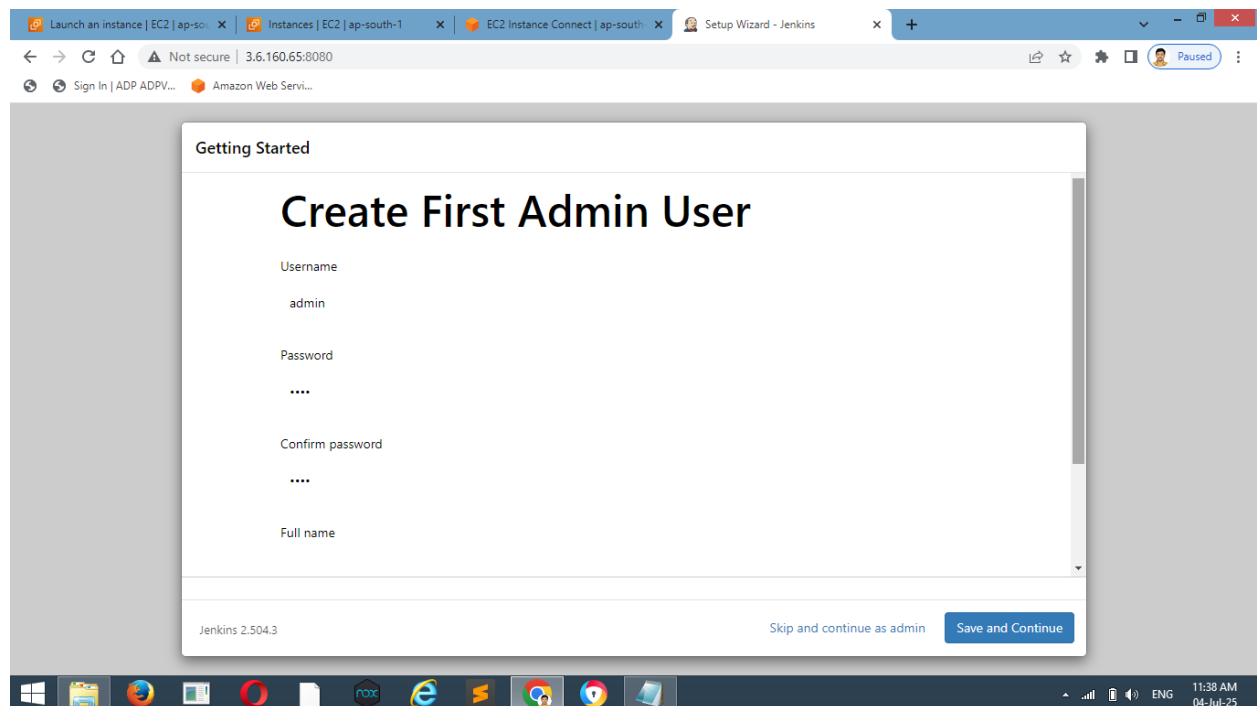 Launch an instance | EC2 | ap-sou
Instances | EC2 | ap-south-1
EC2 Instance Connect | ap-south-
Setup Wizard - Jenkins
Not secure | 3.6.160.65:8080
Paused
Sign In | ADP ADPV...
Amazon Web Servi...
Getting Started
Create First Admin User
Username
admin
Password
••••
Confirm password
••••
Full name
Jenkins 2.504.3
Skip and continue as admin
Save and Continue
nox
ENG
11:38 AM
04-Jul-25